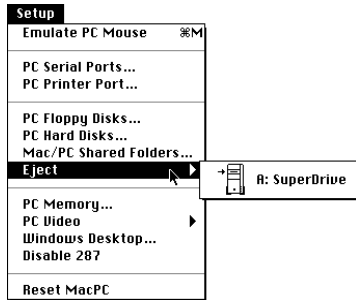 Setup
Emulate PC Mouse ⌘M
PC Serial Ports...
PC Printer Port...
PC Floppy Disks...
PC Hard Disks...
Mac/PC Shared Folders...
Eject
A: SuperDrive
PC Memory...
PC Video
Windows Desktop...
Disable 287
Reset MacPC